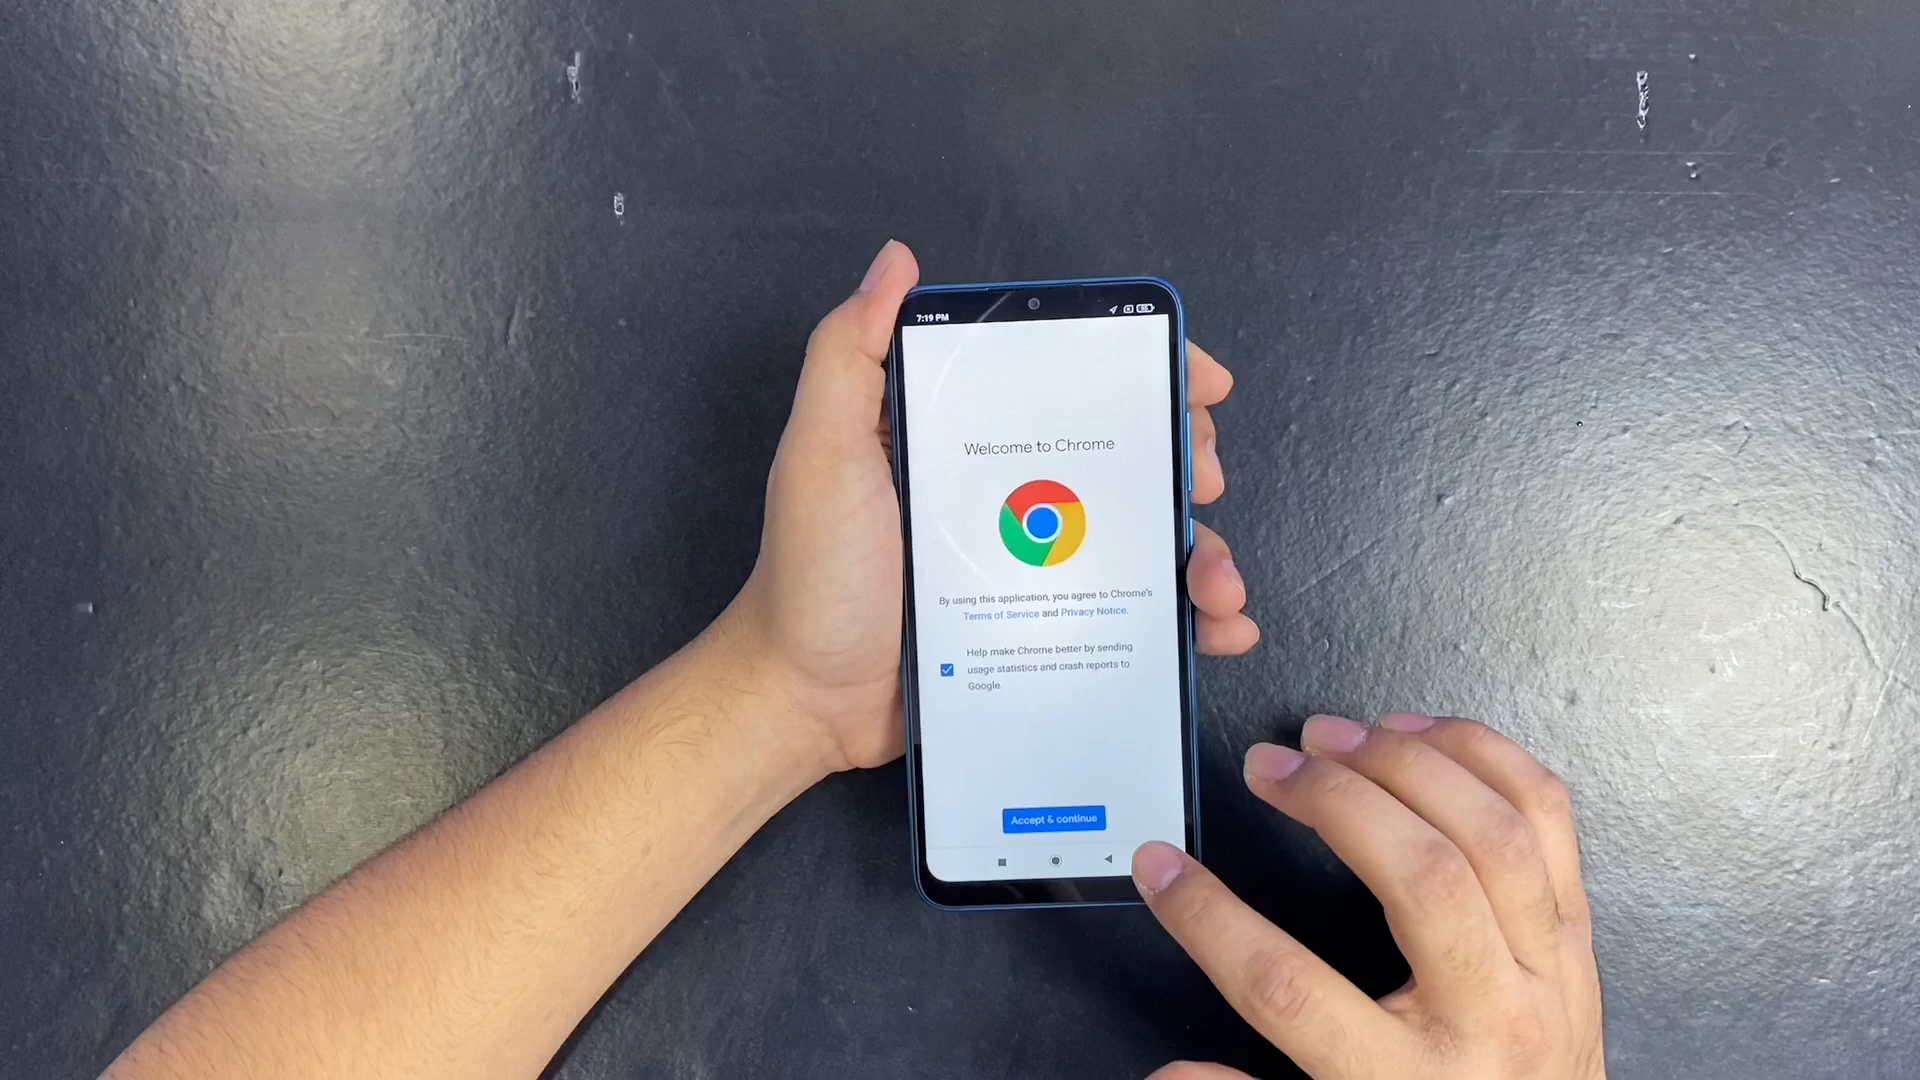 7:19 PM
Welcome to Chrome
By using this application, you agree to Chrome's
Terms of Service and Privacy Notice.
Help make Chrome better by sending
usage statistics and crash reports to
Google.
Accept & continue